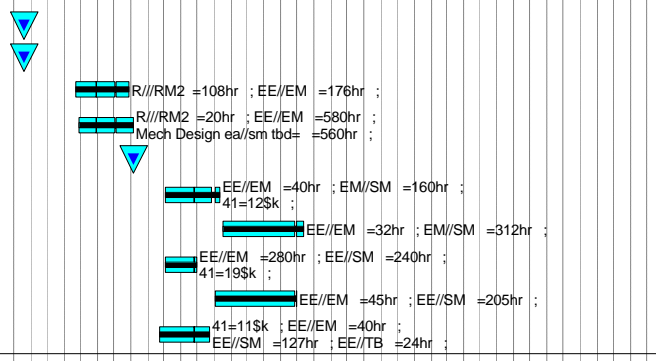 R///RM2 =108hr ; EE//EM =176hr ;
R///RM2 =20hr ; EE//EM =580hr ;
Mech Design ea//sm tbd= =560hr ;
EE//EM =40hr ; EM//SM =160hr ;
41=12$k ;
EE//EM =32hr ; EM//SM =312hr ;
EE//EM =280hr ; EE//SM =240hr ;
41=19$k ;
EE//EM =45hr ; EE//SM =205hr ;
41=11$k ; EE//EM =40hr ;
EE//SM =127hr ; EE//TB =24hr ;